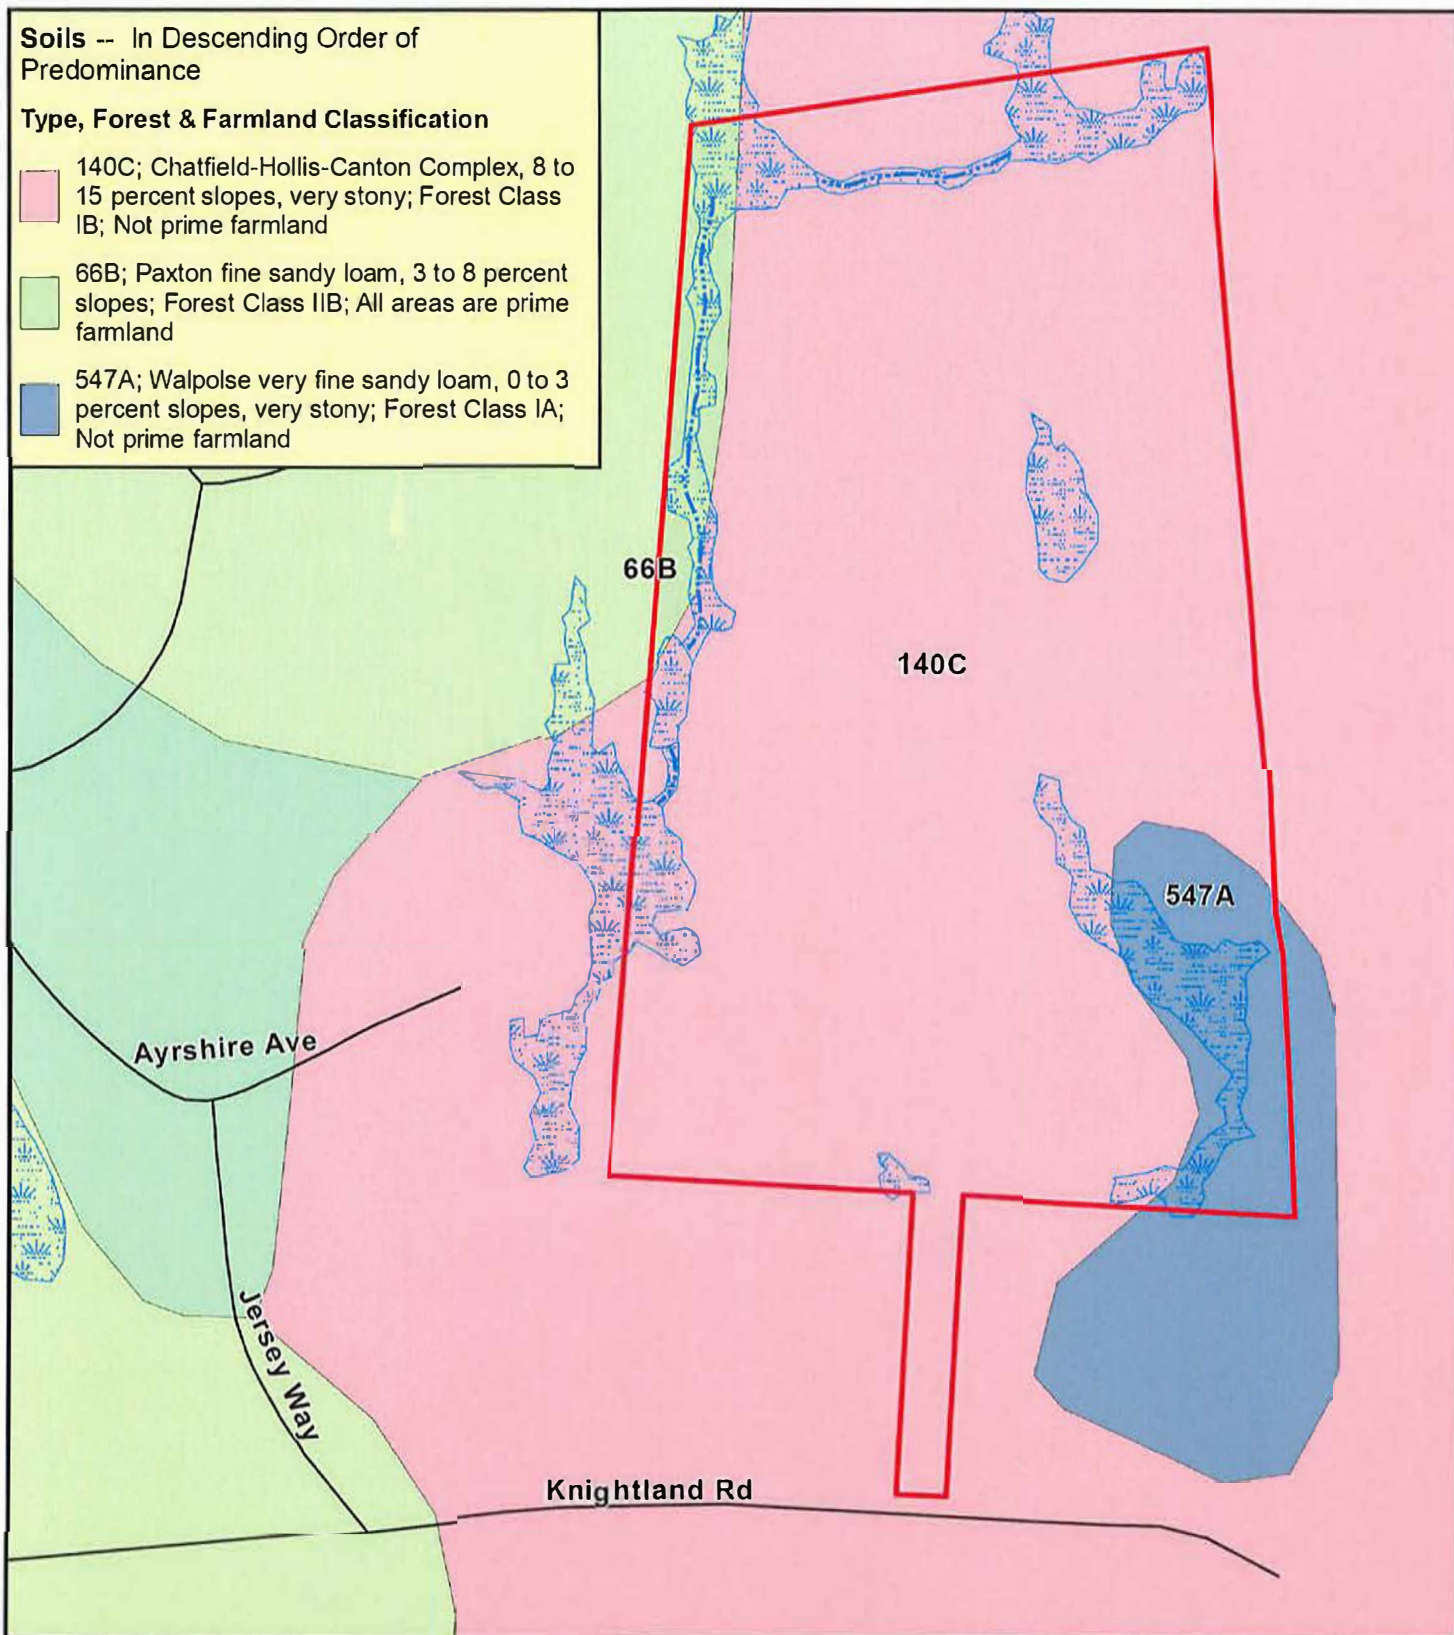 Soils -- In Descending Order of
Predominance
Type, Forest & Farmland Classification
140C; Chatfield-Hollis-Canton Complex, 8 to
15 percent slopes, very stony; Forest Class
IB; Not prime farmland
66B; Paxton fine sandy loam, 3 to 8 percent
slopes; Forest Class IIB; All areas are prime
farmland
547A; Walpolse very fine sandy loam, 0 to 3
percent slopes, very stony; Forest Class IA;
Not prime farmland
66B
140C
547A
Ayrshire Ave
Jersey Way
Knightland Rd